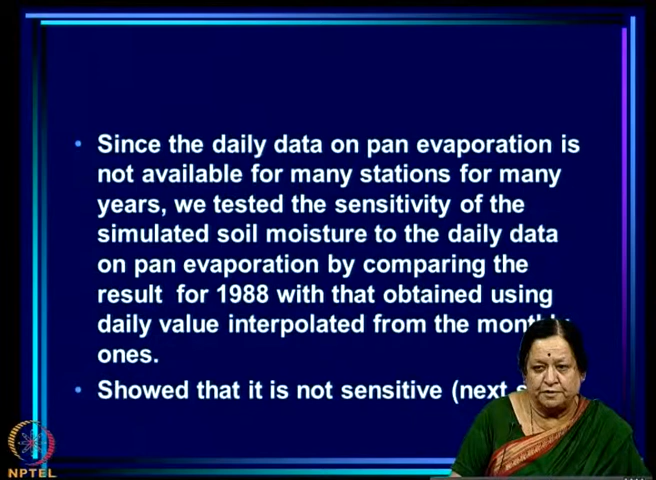 • Since the daily data on pan evaporation is
not available for many stations for many
years, we tested the sensitivity of the
simulated soil moisture to the daily data
on pan evaporation by comparing the
result for 1988 with that obtained using
daily value interpolated from the
ones.
• Showed that it is not sensitive (next
NPTEL